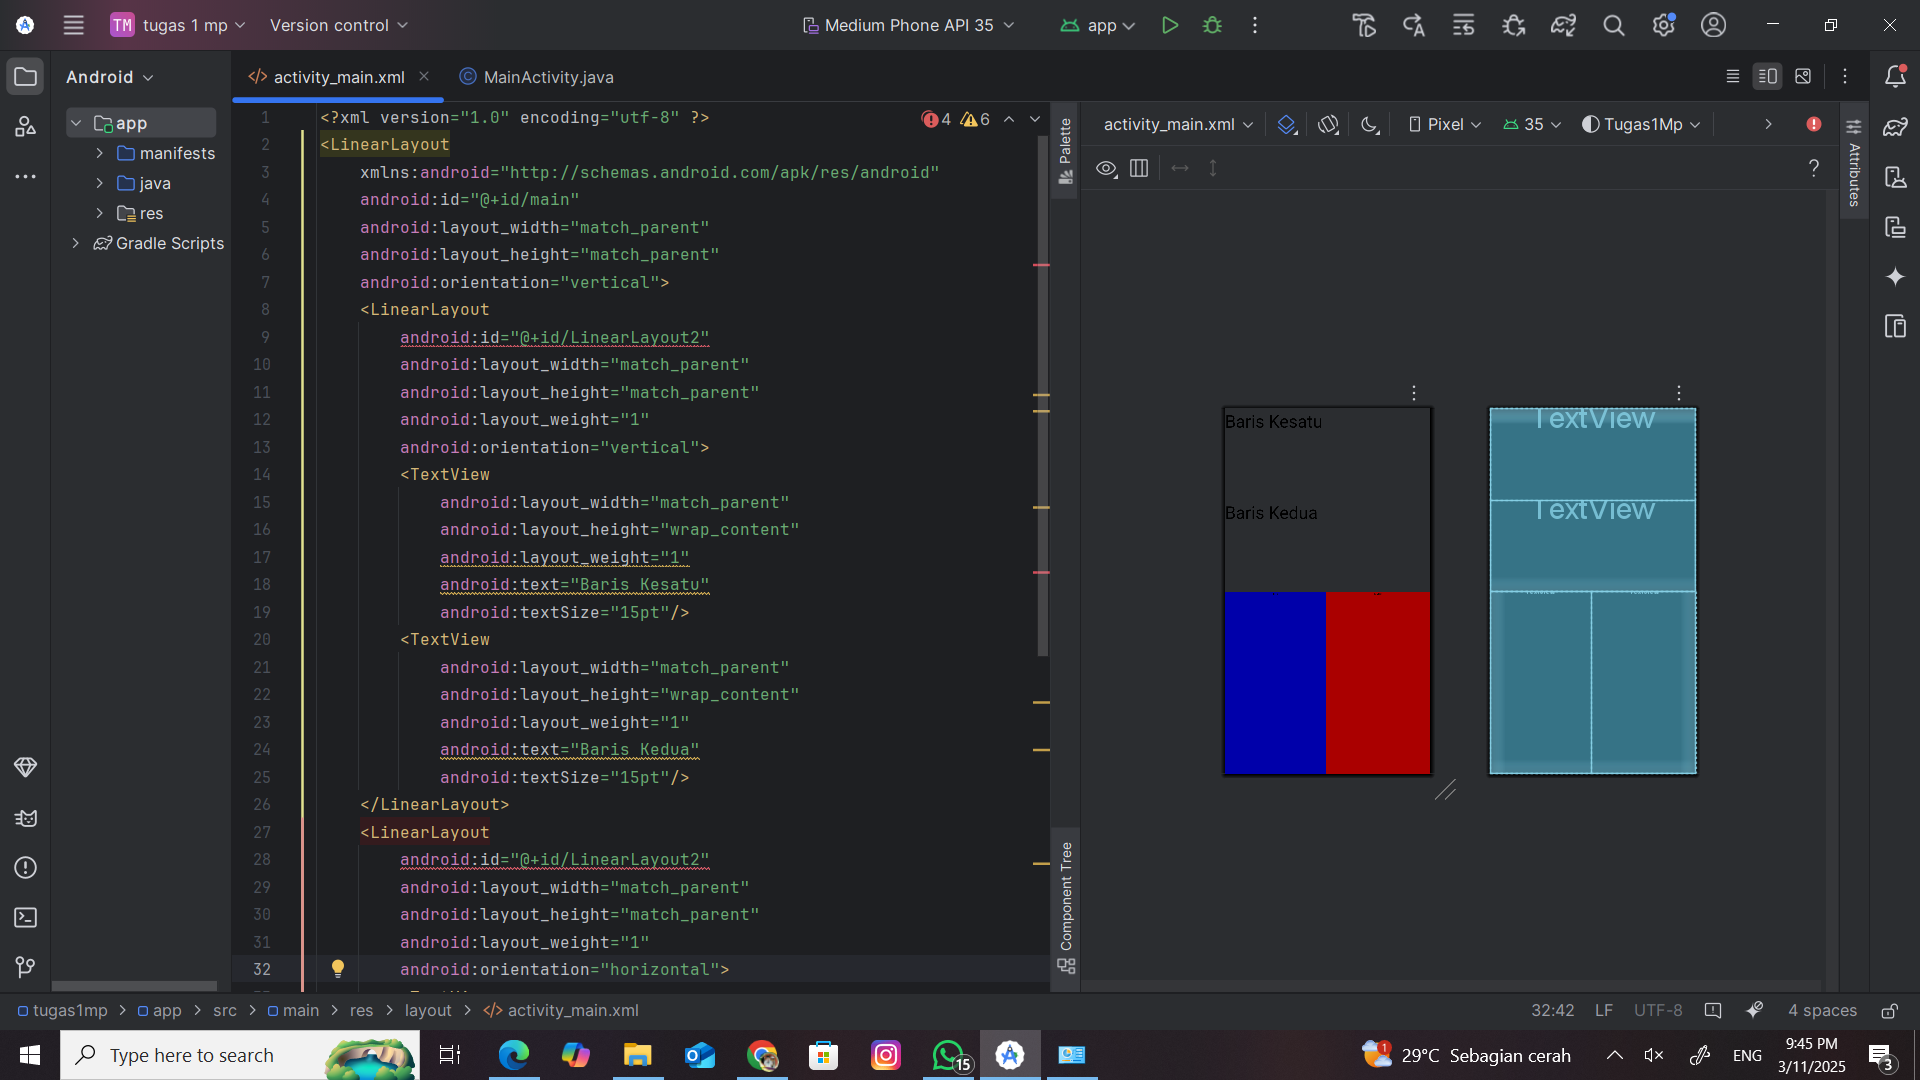 TM tugas 1 mp Version control Medium Phone API 35 app
Android activity_main.xml MainActivity.java
app
manifests
java
res
Gradle Scripts
4 6
1 <?xml version="1.0" encoding="utf-8" ?>
2 <LinearLayout
3 xmlns:android="http://schemas.android.com/apk/res/android"
4 android:id="@+id/main"
5 android:layout_width="match_parent"
6 android:layout_height="match_parent"
7 android:orientation="vertical">
8 <LinearLayout
9 android:id="@+id/LinearLayout2"
10 android:layout_width="match_parent"
11 android:layout_height="match_parent"
12 android:layout_weight="1"
13 android:orientation="vertical">
14 <TextView
15 android:layout_width="match_parent"
16 android:layout_height="wrap_content"
17 android:layout_weight="1"
18 android:text="Baris Kesatu"
19 android:textSize="15pt"/>
20 <TextView
21 android:layout_width="match_parent"
22 android:layout_height="wrap_content"
23 android:layout_weight="1"
24 android:text="Baris Kedua"
25 android:textSize="15pt"/>
26 </LinearLayout>
27 <LinearLayout
28 android:id="@+id/LinearLayout2"
29 android:layout_width="match_parent"
30 android:layout_height="match_parent"
31 android:layout_weight="1"
32 android:orientation="horizontal">
Palette
Component Tree
activity_main.xml Pixel 35 Tugas1Mp
?
Attributes
Baris Kesatu
Baris Kedua
TextView
TextView
tugas1mp > app > src > main > res > layout > activity_main.xml 32:42 LF UTF-8 4 spaces
Type here to search 15 1 29°C Sebagian cerah ENG 9:45 PM
3/11/2025
3